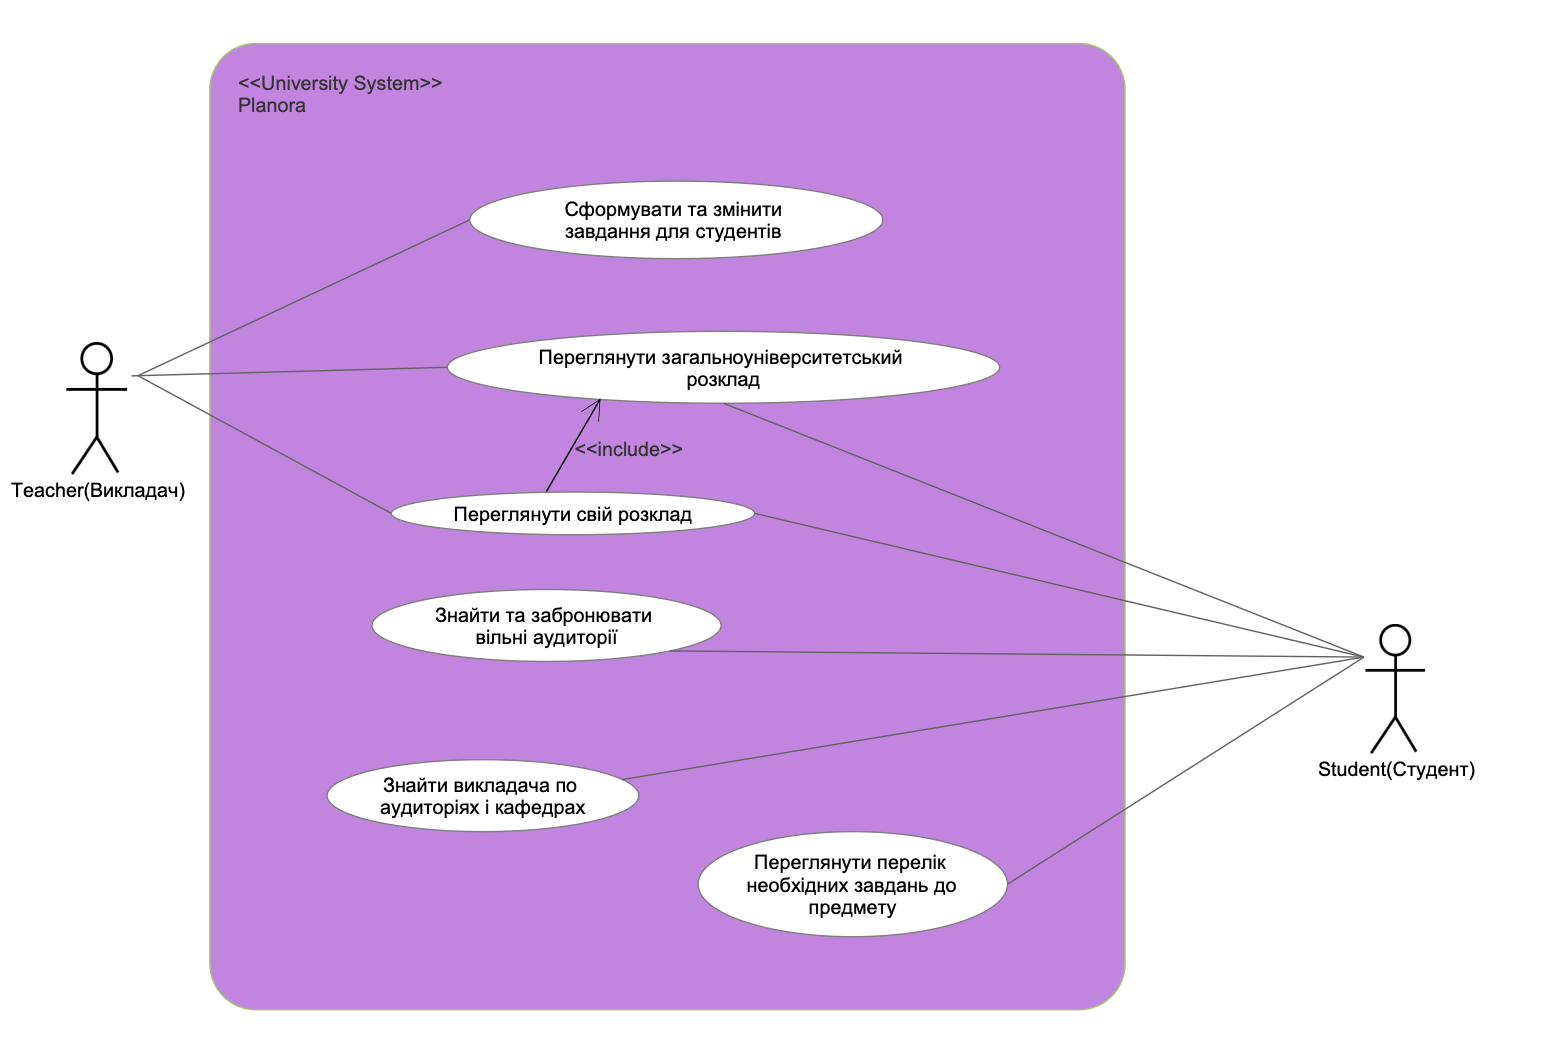 <<University System>>
Planora
Сформувати та змінити
завдання для студентів
Переглянути загальноуніверситетський
розклад
<<include>>
Teacher(Викладач)
Переглянути свій розклад
Знайти та забронювати
вільні аудиторії
Student(Студент)
Знайти викладача по
аудиторіях і кафедрах
Переглянути перелік
необхідних завдань до
предмету